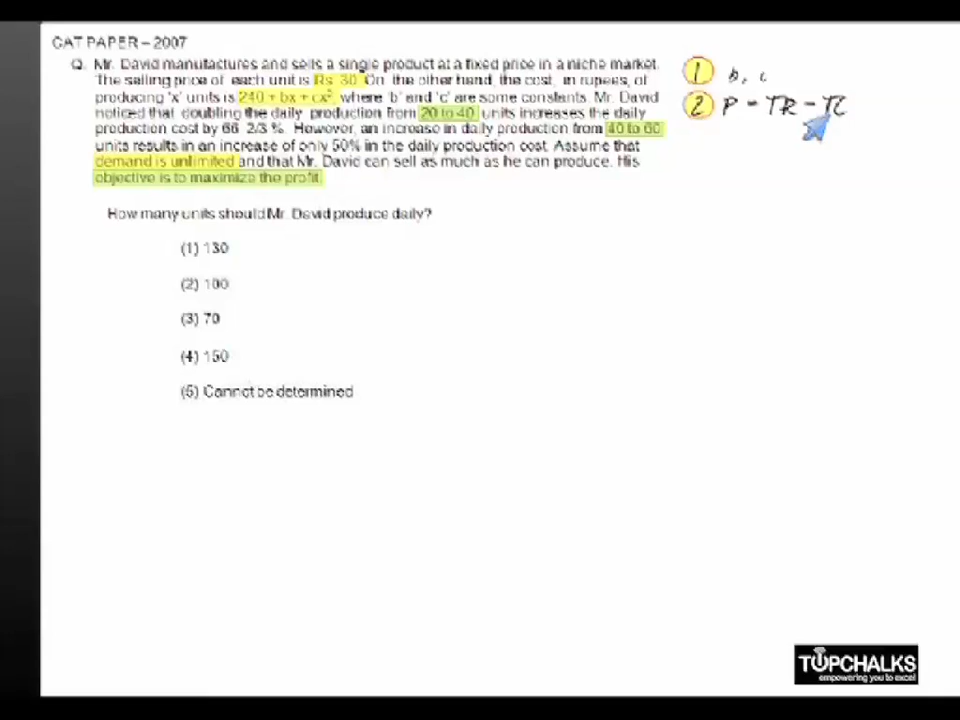 CAT PAPER – 2007
Q. Mr. David manufactures and sells a single product at a fixed price in a niche market.
The selling price of each unit is Rs. 30. On the other hand, the cost, in rupees, of
producing 'x' units is 240 + bx + cx², where 'b' and 'c' are some constants. Mr. David
noticed that doubling the daily production from 20 to 40 units increases the daily
production cost by 66 2/3 %. However, an increase in daily production from 40 to 60
units results in an increase of only 50% in the daily production cost. Assume that
demand is unlimited and that Mr. David can sell as much as he can produce. His
objective is to maximize the profit.
1 b, c
2 P = TR – TC
How many units should Mr. David produce daily?
(1) 130
(2) 100
(3) 70
(4) 150
(5) Cannot be determined
TOPCHALKS
empowering you to excel